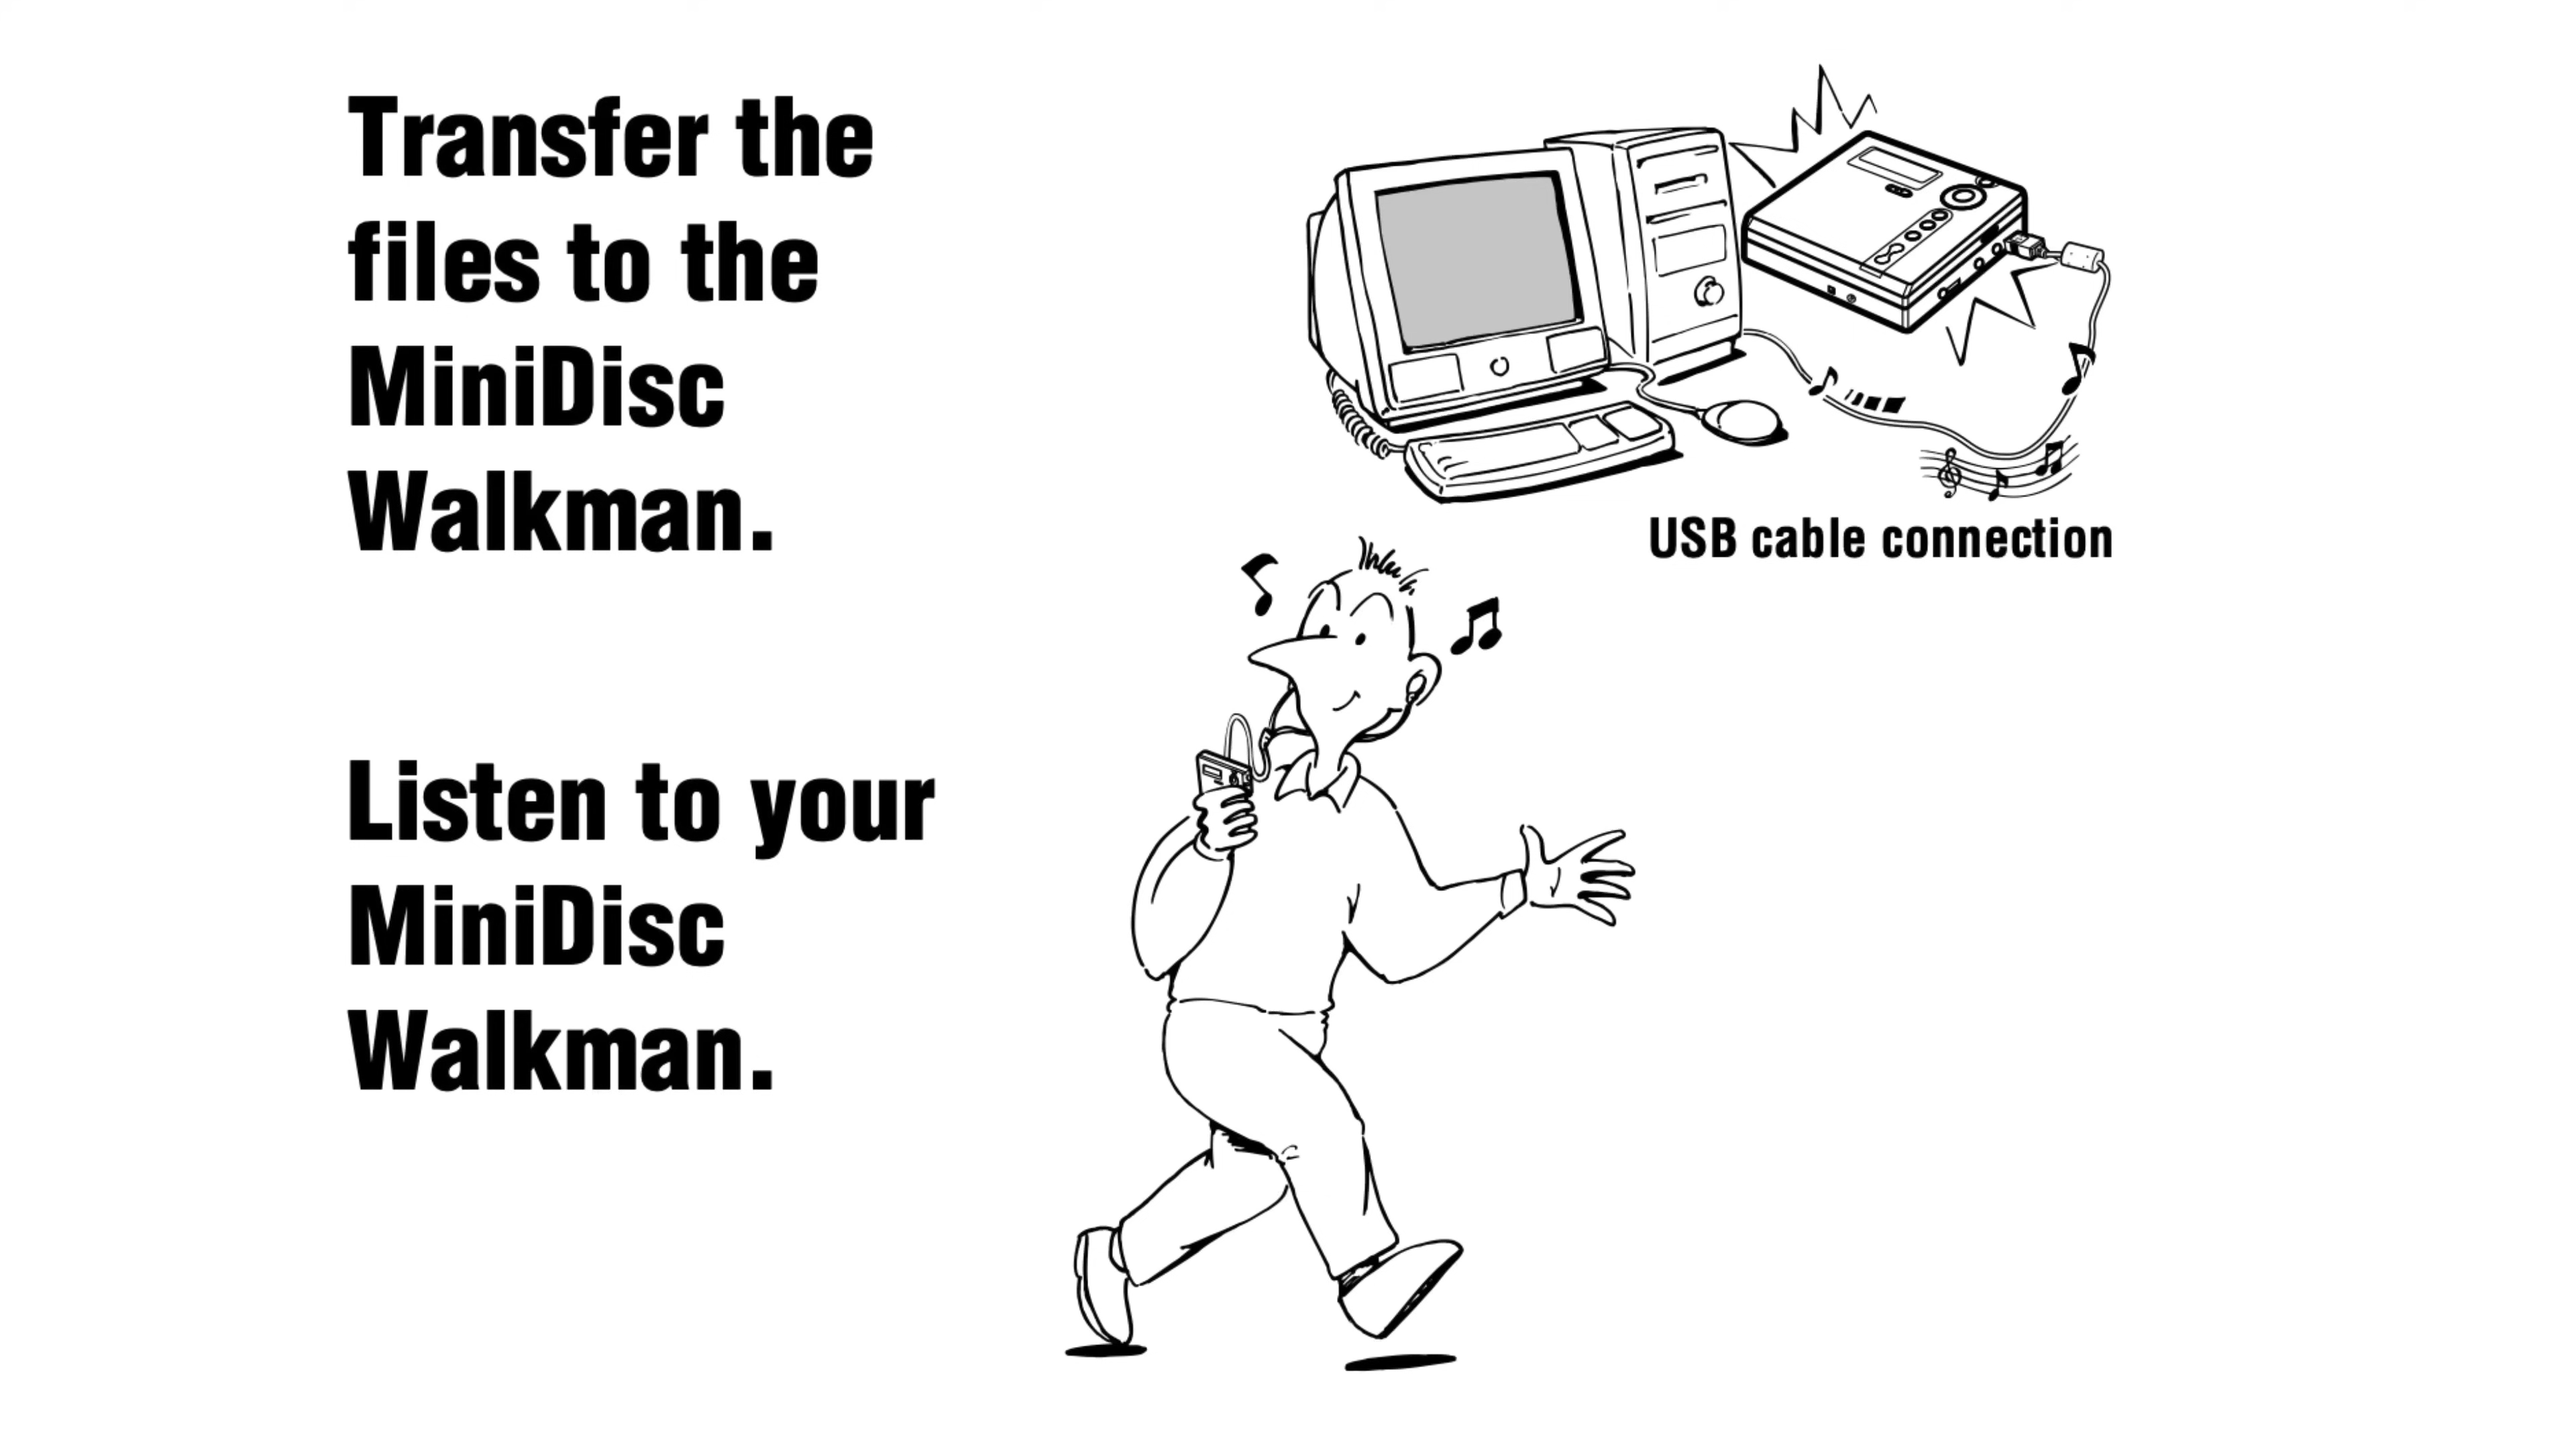 Transfer the
files to the
MiniDisc
Walkman.
USB cable connection
Listen to your
MiniDisc
Walkman.